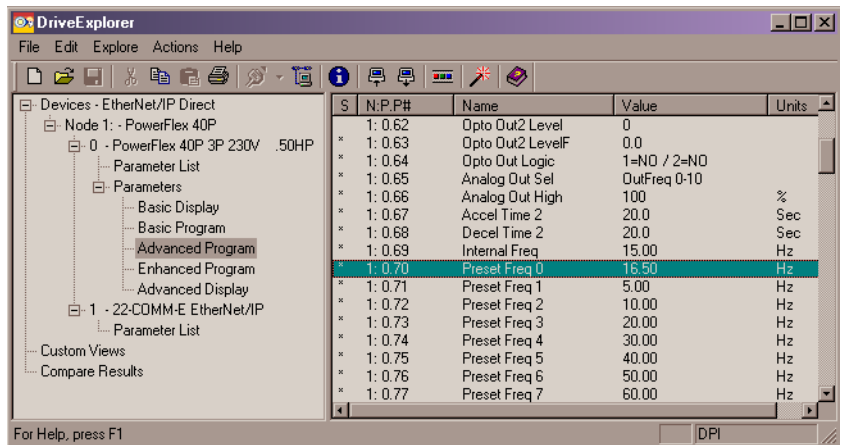 DriveExplorer
File Edit Explore Actions Help
Devices - EtherNet/IP Direct
Node 1: - PowerFlex 40P
0 - PowerFlex 40P 3P 230V .50HP
Parameter List
Parameters
Basic Display
Basic Program
Advanced Program
Enhanced Program
Advanced Display
1 - 22-COMM-E EtherNet/IP
Parameter List
Custom Views
Compare Results
S N:P.P# Name Value Units
1: 0.62 Opto Out2 Level 0
* 1: 0.63 Opto Out2 LevelF 0.0
* 1: 0.64 Opto Out Logic 1=NO / 2=NO
* 1: 0.65 Analog Out Sel OutFreq 0-10
* 1: 0.66 Analog Out High 100 %
* 1: 0.67 Accel Time 2 20.0 Sec
* 1: 0.68 Decel Time 2 20.0 Sec
* 1: 0.69 Internal Freq 15.00 Hz
* 1: 0.70 Preset Freq 0 16.50 Hz
* 1: 0.71 Preset Freq 1 5.00 Hz
* 1: 0.72 Preset Freq 2 10.00 Hz
* 1: 0.73 Preset Freq 3 20.00 Hz
* 1: 0.74 Preset Freq 4 30.00 Hz
* 1: 0.75 Preset Freq 5 40.00 Hz
* 1: 0.76 Preset Freq 6 50.00 Hz
* 1: 0.77 Preset Freq 7 60.00 Hz
For Help, press F1
DPI